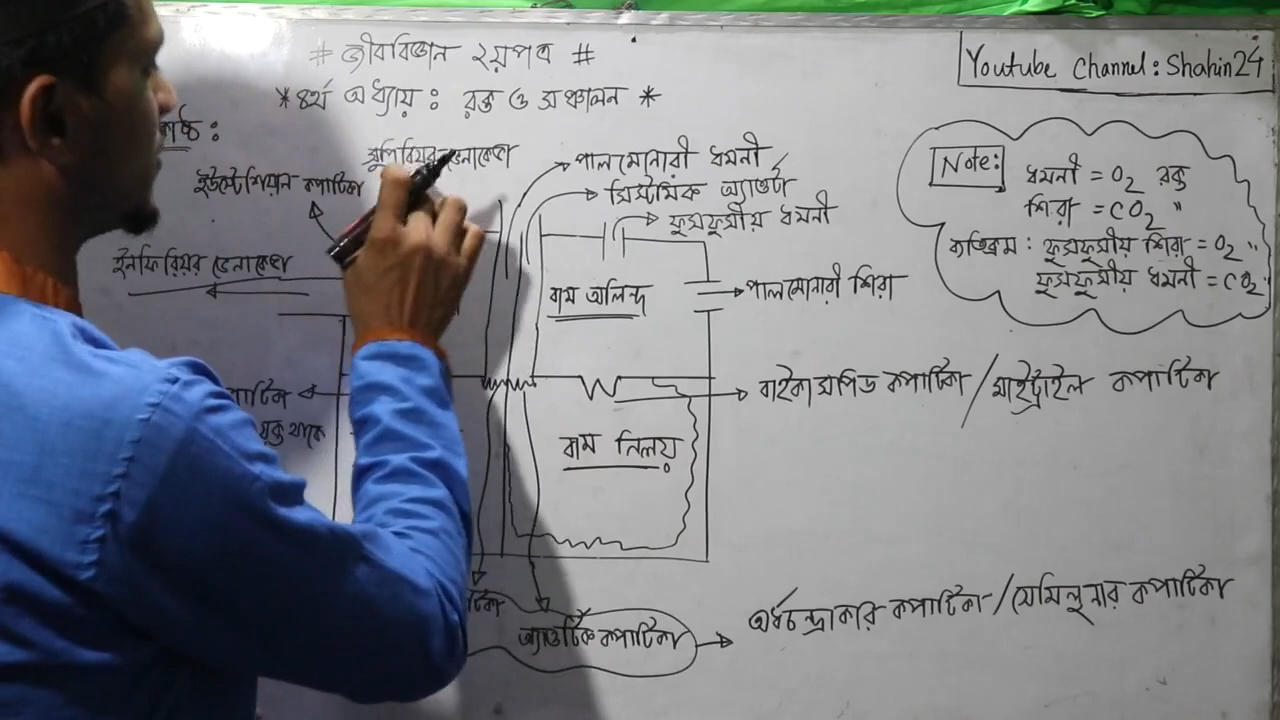 # জীববিজ্ঞান ২য়পত্র #
*৪র্থ অধ্যায় : রক্ত ও সঞ্চালন *
Youtube Channel: Shahin24
সুপিরিয়র ভেনাকেভা
ইউস্টেশিয়ান কপাটিকা
ইনফিরিয়র ভেনাকেভা
পালমোনারী ধমনী
সিস্টেমিক অ্যাওর্টা
ফুসফুসীয় ধমনী
বাম অলিন্দ
পালমোনারী শিরা
Note:
ধমনী = O₂ রক্ত
শিরা = CO₂ "
ব্যতিক্রম : ফুসফুসীয় শিরা = O₂ "
ফুসফুসীয় ধমনী = CO₂ "
যুক্ত থাকে
বাইকাসপিড কপাটিকা / মাইট্রাইল কপাটিকা
বাম নিলয়
অ্যাওর্টিক কপাটিকা
অর্ধচন্দ্রাকার কপাটিকা / সেমিলুনার কপাটিকা